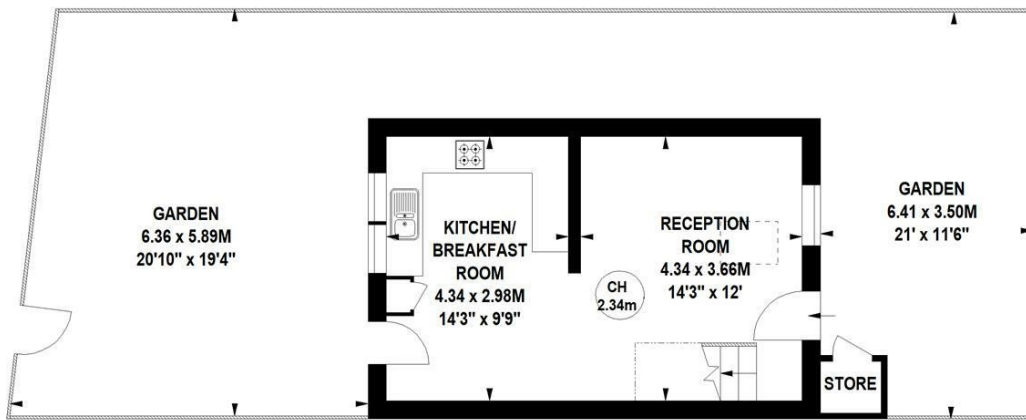 GARDEN
6.36 x 5.89M
20'10" x 19'4"
KITCHEN/
BREAKFAST
ROOM
4.34 x 2.98M
14'3" x 9'9"
CH
2.34m
RECEPTION
ROOM
4.34 x 3.66M
14'3" x 12'
GARDEN
6.41 x 3.50M
21' x 11'6"
STORE